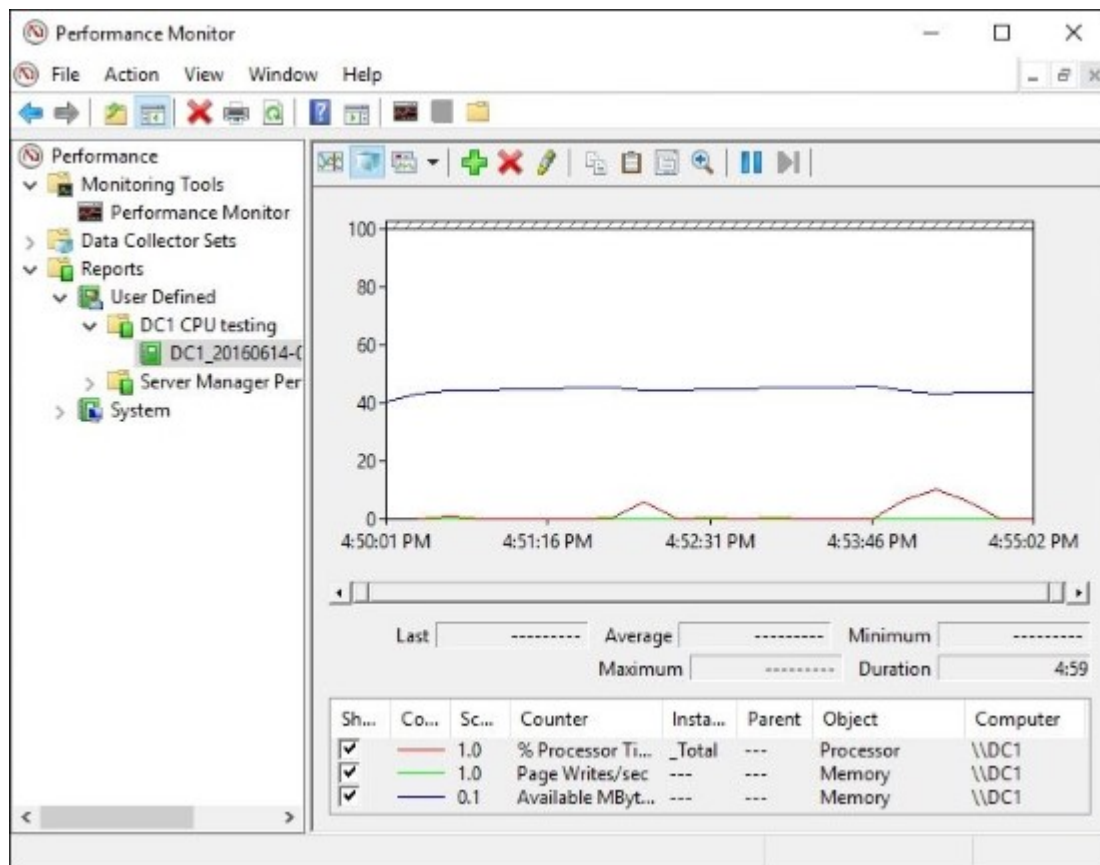 Performance Monitor
File Action View Window Help
Performance
Monitoring Tools
Performance Monitor
Data Collector Sets
Reports
User Defined
DC1 CPU testing
DC1_20160614-0
Server Manager Per
System
100
80
60
40
20
0
4:50:01 PM 4:51:16 PM 4:52:31 PM 4:53:46 PM 4:55:02 PM
Last --------- Average --------- Minimum ---------
Maximum --------- Duration 4:59
Sh... Co... Sc... Counter Insta... Parent Object Computer
1.0 % Processor Ti... _Total --- Processor \\DC1
1.0 Page Writes/sec --- --- Memory \\DC1
0.1 Available MByt... --- --- Memory \\DC1